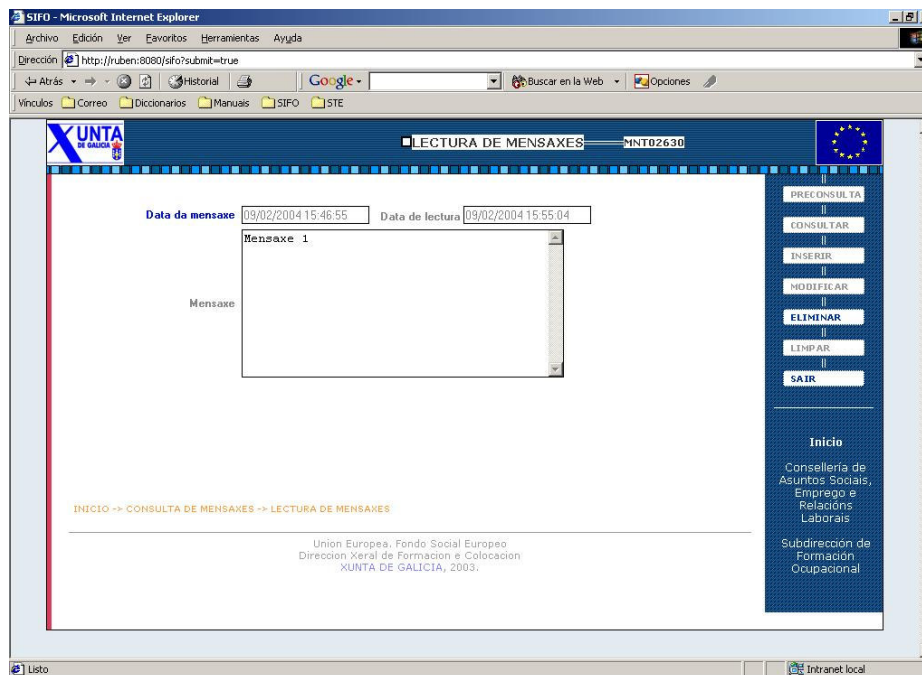 SIFO - Microsoft Internet Explorer
Archivo Edición Ver Favoritos Herramientas Ayuda
Dirección http://ruben:8080/sifo?submit=true
Atrás Historial Google Buscar en la Web Opciones
Vínculos Correo Diccionarios Manuais SIFO STE
XUNTA
DE GALICIA
LECTURA DE MENSAXES MNT02630
PRECONSULTA
Data da mensaxe 09/02/2004 15:46:55 Data de lectura 09/02/2004 15:55:04
CONSULTAR
Mensaxe 1
INSERIR
MODIFICAR
Mensaxe
ELIMINAR
LIMPAR
SAIR
Inicio
Consellería de
Asuntos Sociais,
Emprego e
Relacións
Laborais
INICIO -> CONSULTA DE MENSAXES -> LECTURA DE MENSAXES
Subdirección de
Formación
Ocupacional
Union Europea. Fondo Social Europeo
Direccion Xeral de Formacion e Colocacion
XUNTA DE GALICIA, 2003.
Listo Intranet local